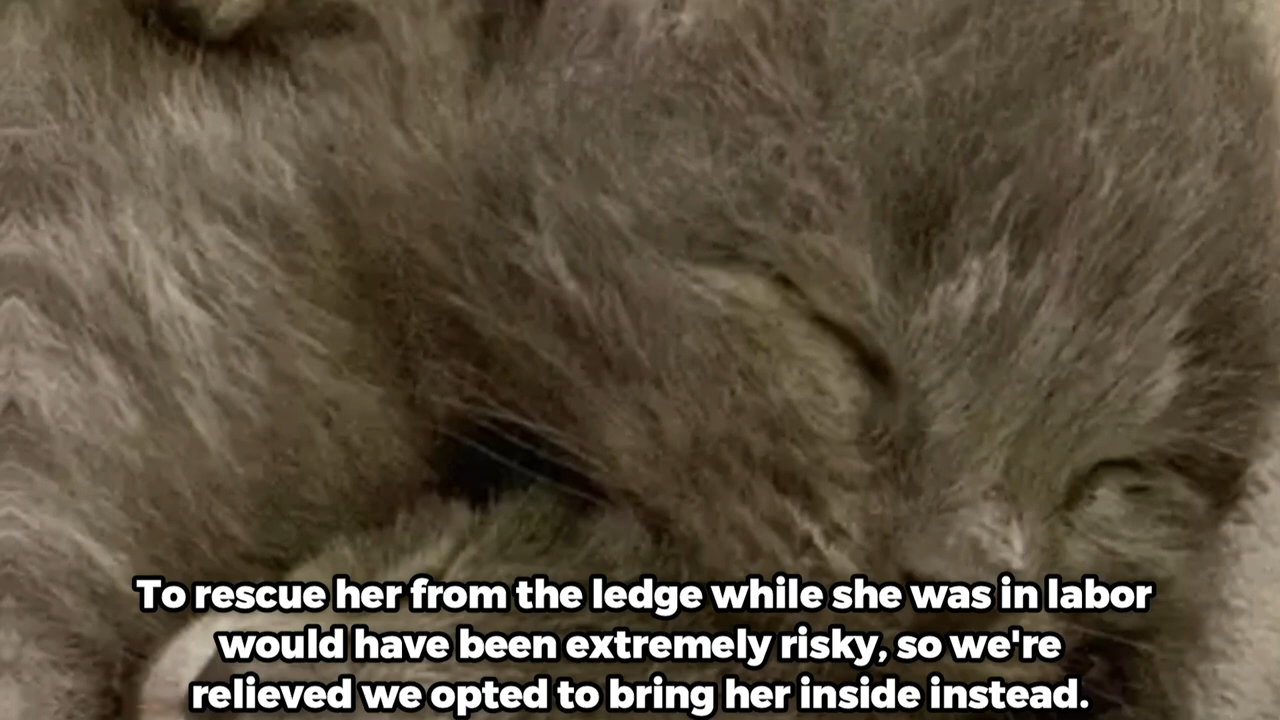 To rescue her from the ledge while she was in labor
would have been extremely risky, so we're
relieved we opted to bring her inside instead.